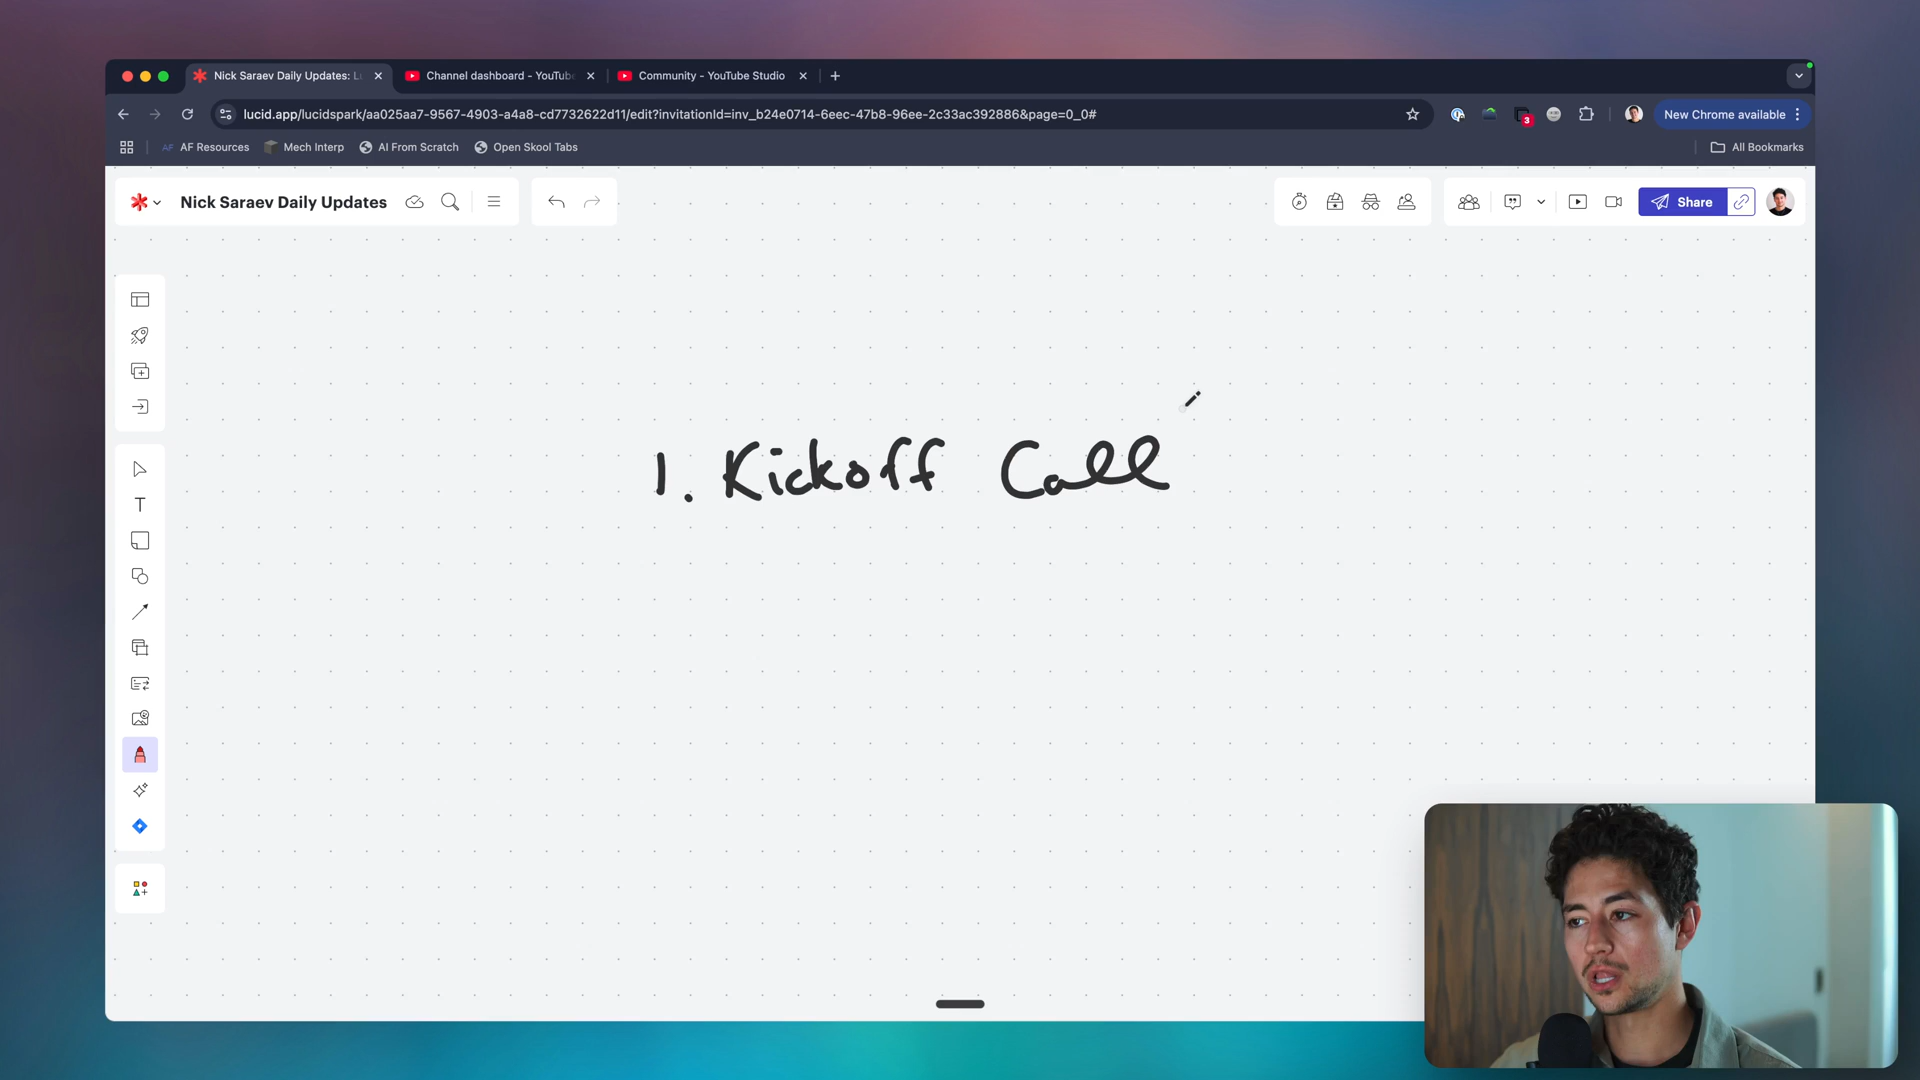 Nick Saraev Daily Updates: L
Channel dashboard - YouTube
Community - YouTube Studio
lucid.app/lucidspark/aa025aa7-9567-4903-a4a8-cd7732622d11/edit?invitationId=inv_b24e0714-6eec-47b8-96ee-2c33ac392886&page=0_0#
3
New Chrome available
AF AF Resources
Mech Interp
AI From Scratch
Open Skool Tabs
All Bookmarks
Nick Saraev Daily Updates
Share
T
1. Kickoff Call